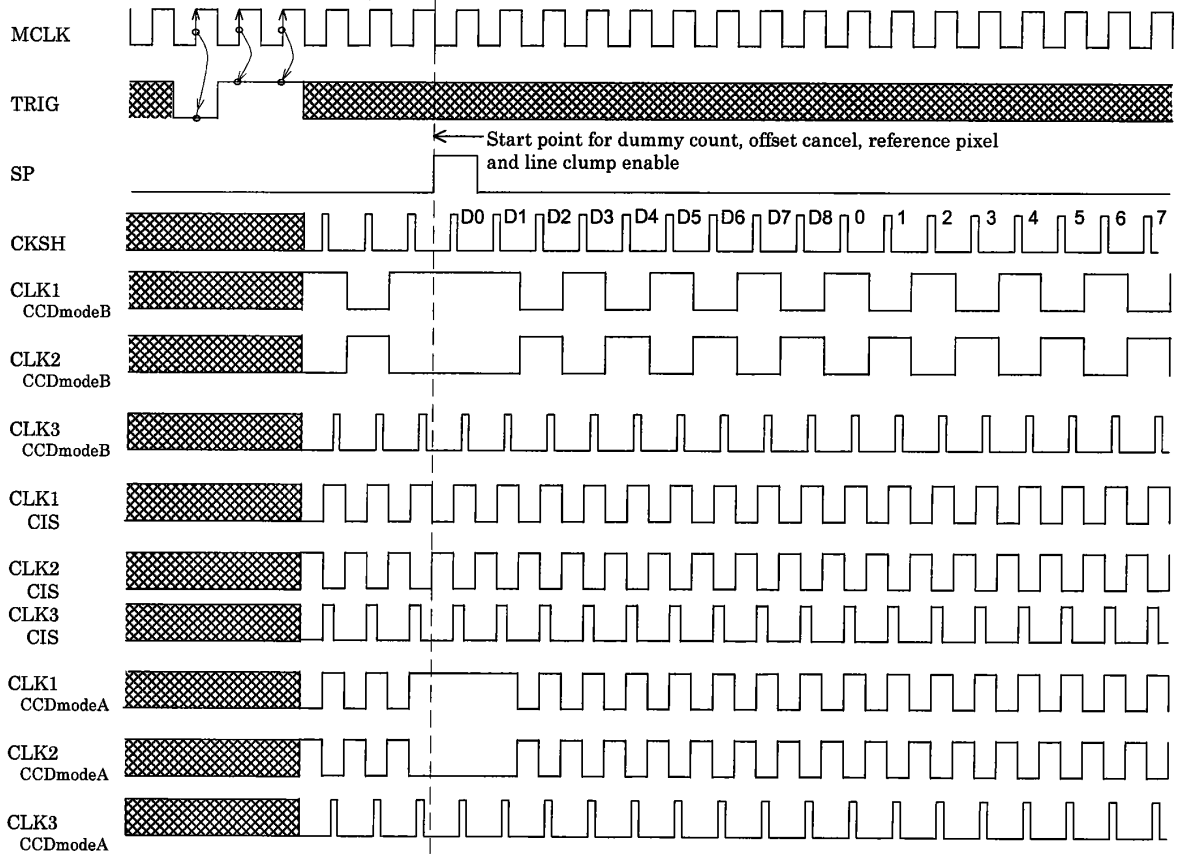 MCLK
TRIG
Start point for dummy count, offset cancel, reference pixel
and line clump enable
SP
CKSH
D0 D1 D2 D3 D4 D5 D6 D7 D8 0 1 2 3 4 5 6 7
CLK1
CCDmodeB
CLK2
CCDmodeB
CLK3
CCDmodeB
CLK1
CIS
CLK2
CIS
CLK3
CIS
CLK1
CCDmodeA
CLK2
CCDmodeA
CLK3
CCDmodeA